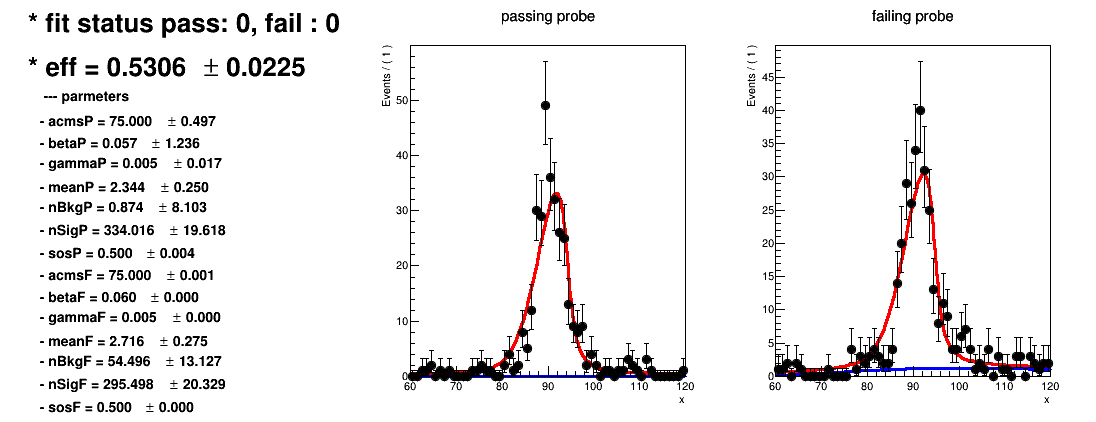 * fit status pass: 0, fail : 0
* eff = 0.5306 ± 0.0225
--- parmeters
- acmsP = 75.000 ± 0.497
- betaP = 0.057 ± 1.236
- gammaP = 0.005 ± 0.017
- meanP = 2.344 ± 0.250
- nBkgP = 0.874 ± 8.103
- nSigP = 334.016 ± 19.618
- sosP = 0.500 ± 0.004
- acmsF = 75.000 ± 0.001
- betaF = 0.060 ± 0.000
- gammaF = 0.005 ± 0.000
- meanF = 2.716 ± 0.275
- nBkgF = 54.496 ± 13.127
- nSigF = 295.498 ± 20.329
- sosF = 0.500 ± 0.000
passing probe
Events / ( 1 )
50
40
30
20
10
0
60 70 80 90 100 110 120
x
failing probe
Events / ( 1 )
45
40
35
30
25
20
15
10
5
0
60 70 80 90 100 110 120
x